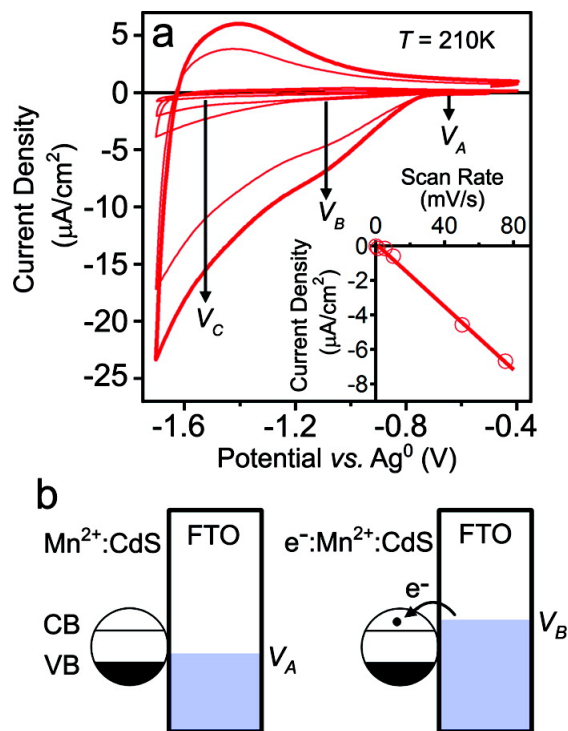 a
T = 210K
Current Density
(μA/cm²)
5
0
-5
-10
-15
-20
-25
V_A
V_B
V_C
Scan Rate
(mV/s)
0 40 80
Current Density
(μA/cm²)
0
-2
-4
-6
-8
-1.6 -1.2 -0.8 -0.4
Potential vs. Ag⁰ (V)
b
Mn²⁺:CdS
FTO
CB
VB
V_A
e⁻:Mn²⁺:CdS
FTO
e⁻
V_B